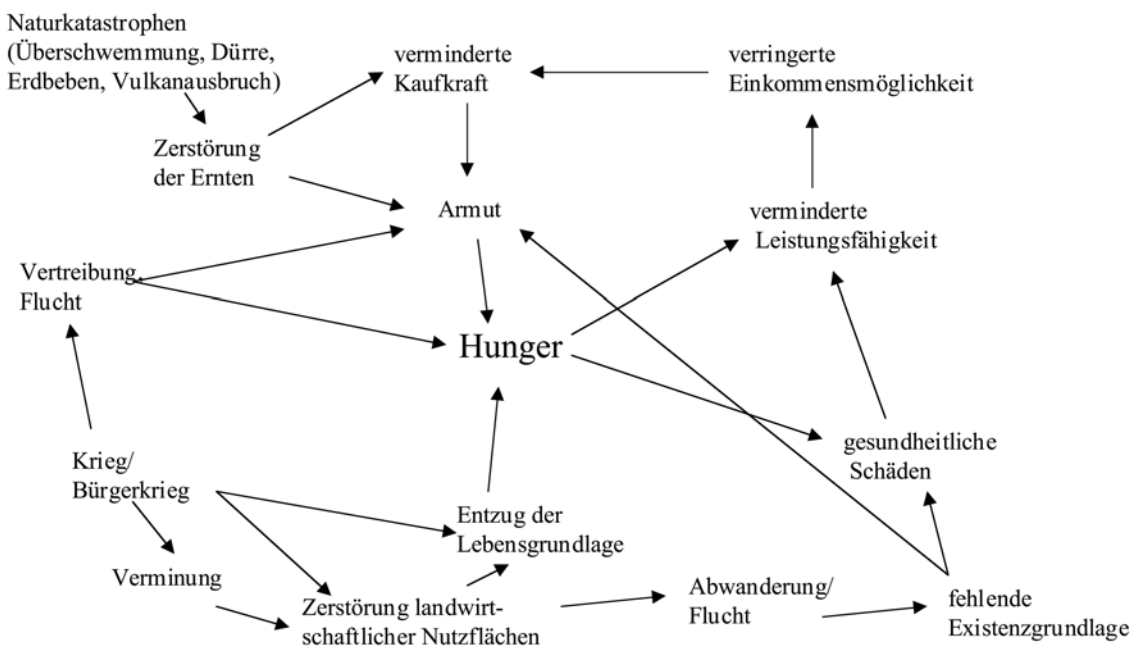 Naturkatastrophen
(Überschwemmung, Dürre,
Erdbeben, Vulkanausbruch)
verminderte
Kaufkraft
verringerte
Einkommensmöglichkeit
Zerstörung
der Ernten
Armut
verminderte
Leistungsfähigkeit
Vertreibung,
Flucht
Hunger
gesundheitliche
Schäden
Krieg/
Bürgerkrieg
Entzug der
Lebensgrundlage
Verminung
Zerstörung landwirt-
schaftlicher Nutzflächen
Abwanderung/
Flucht
fehlende
Existenzgrundlage